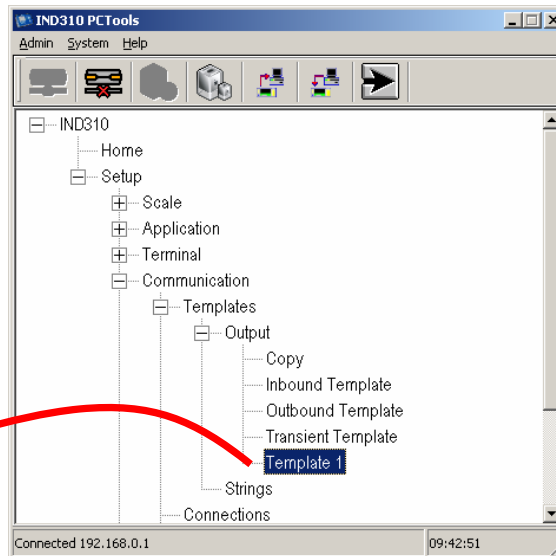 IND310 PCTools
Admin System Help
IND310
Home
Setup
Scale
Application
Terminal
Communication
Templates
Output
Copy
Inbound Template
Outbound Template
Transient Template
Template 1
Strings
Connections
Connected 192.168.0.1 09:42:51